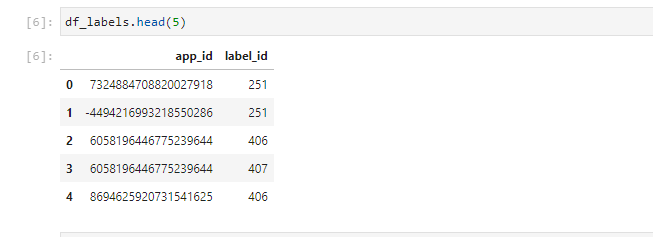 [6]: df_labels.head(5)
[6]:
app_id label_id
0 7324884708820027918 251
1 -4494216993218550286 251
2 6058196446775239644 406
3 6058196446775239644 407
4 8694625920731541625 406